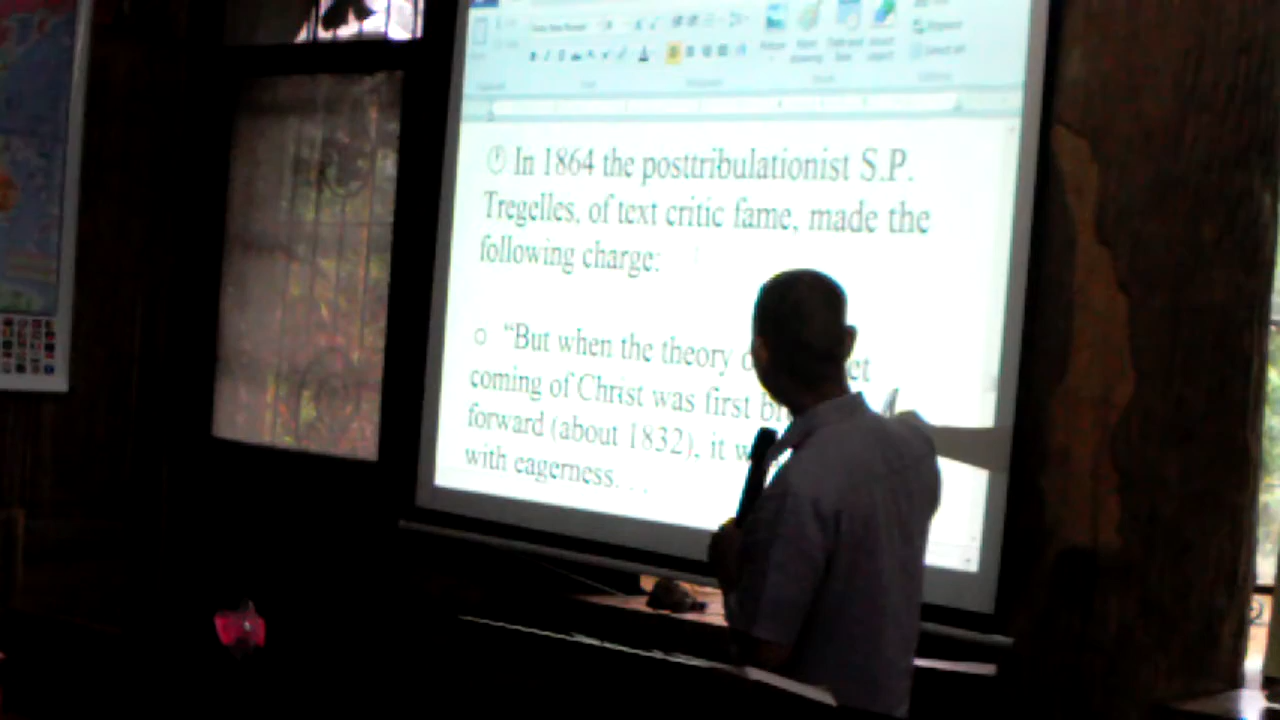 In 1864 the posttribulationist S.P.
Tregelles, of text critic fame, made the
following charge:
o "But when the theory
coming of Christ was first
forward (about 1832), it
with eagerness. . .